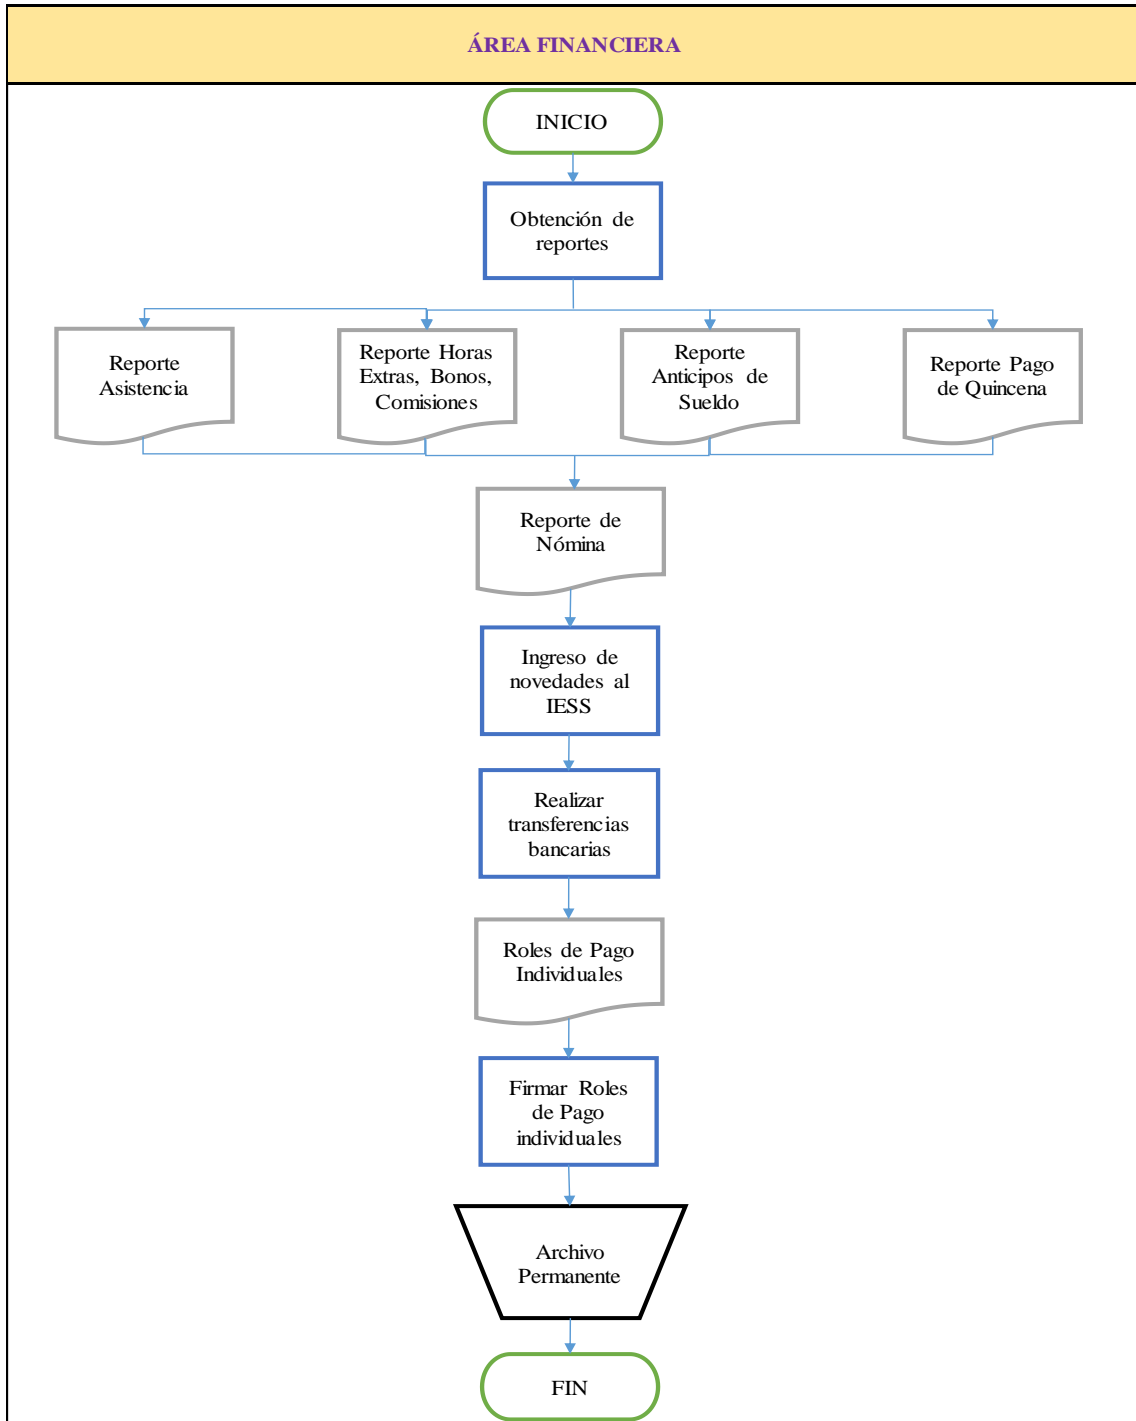 ÁREA FINANCIERA
INICIO
Obtención de
reportes
Reporte
Asistencia
Reporte Horas
Extras, Bonos,
Comisiones
Reporte
Anticipos de
Sueldo
Reporte Pago
de Quincena
Reporte de
Nómina
Ingreso de
novedades al
IESS
Realizar
transferencias
bancarias
Roles de Pago
Individuales
Firmar Roles
de Pago
individuales
Archivo
Permanente
FIN